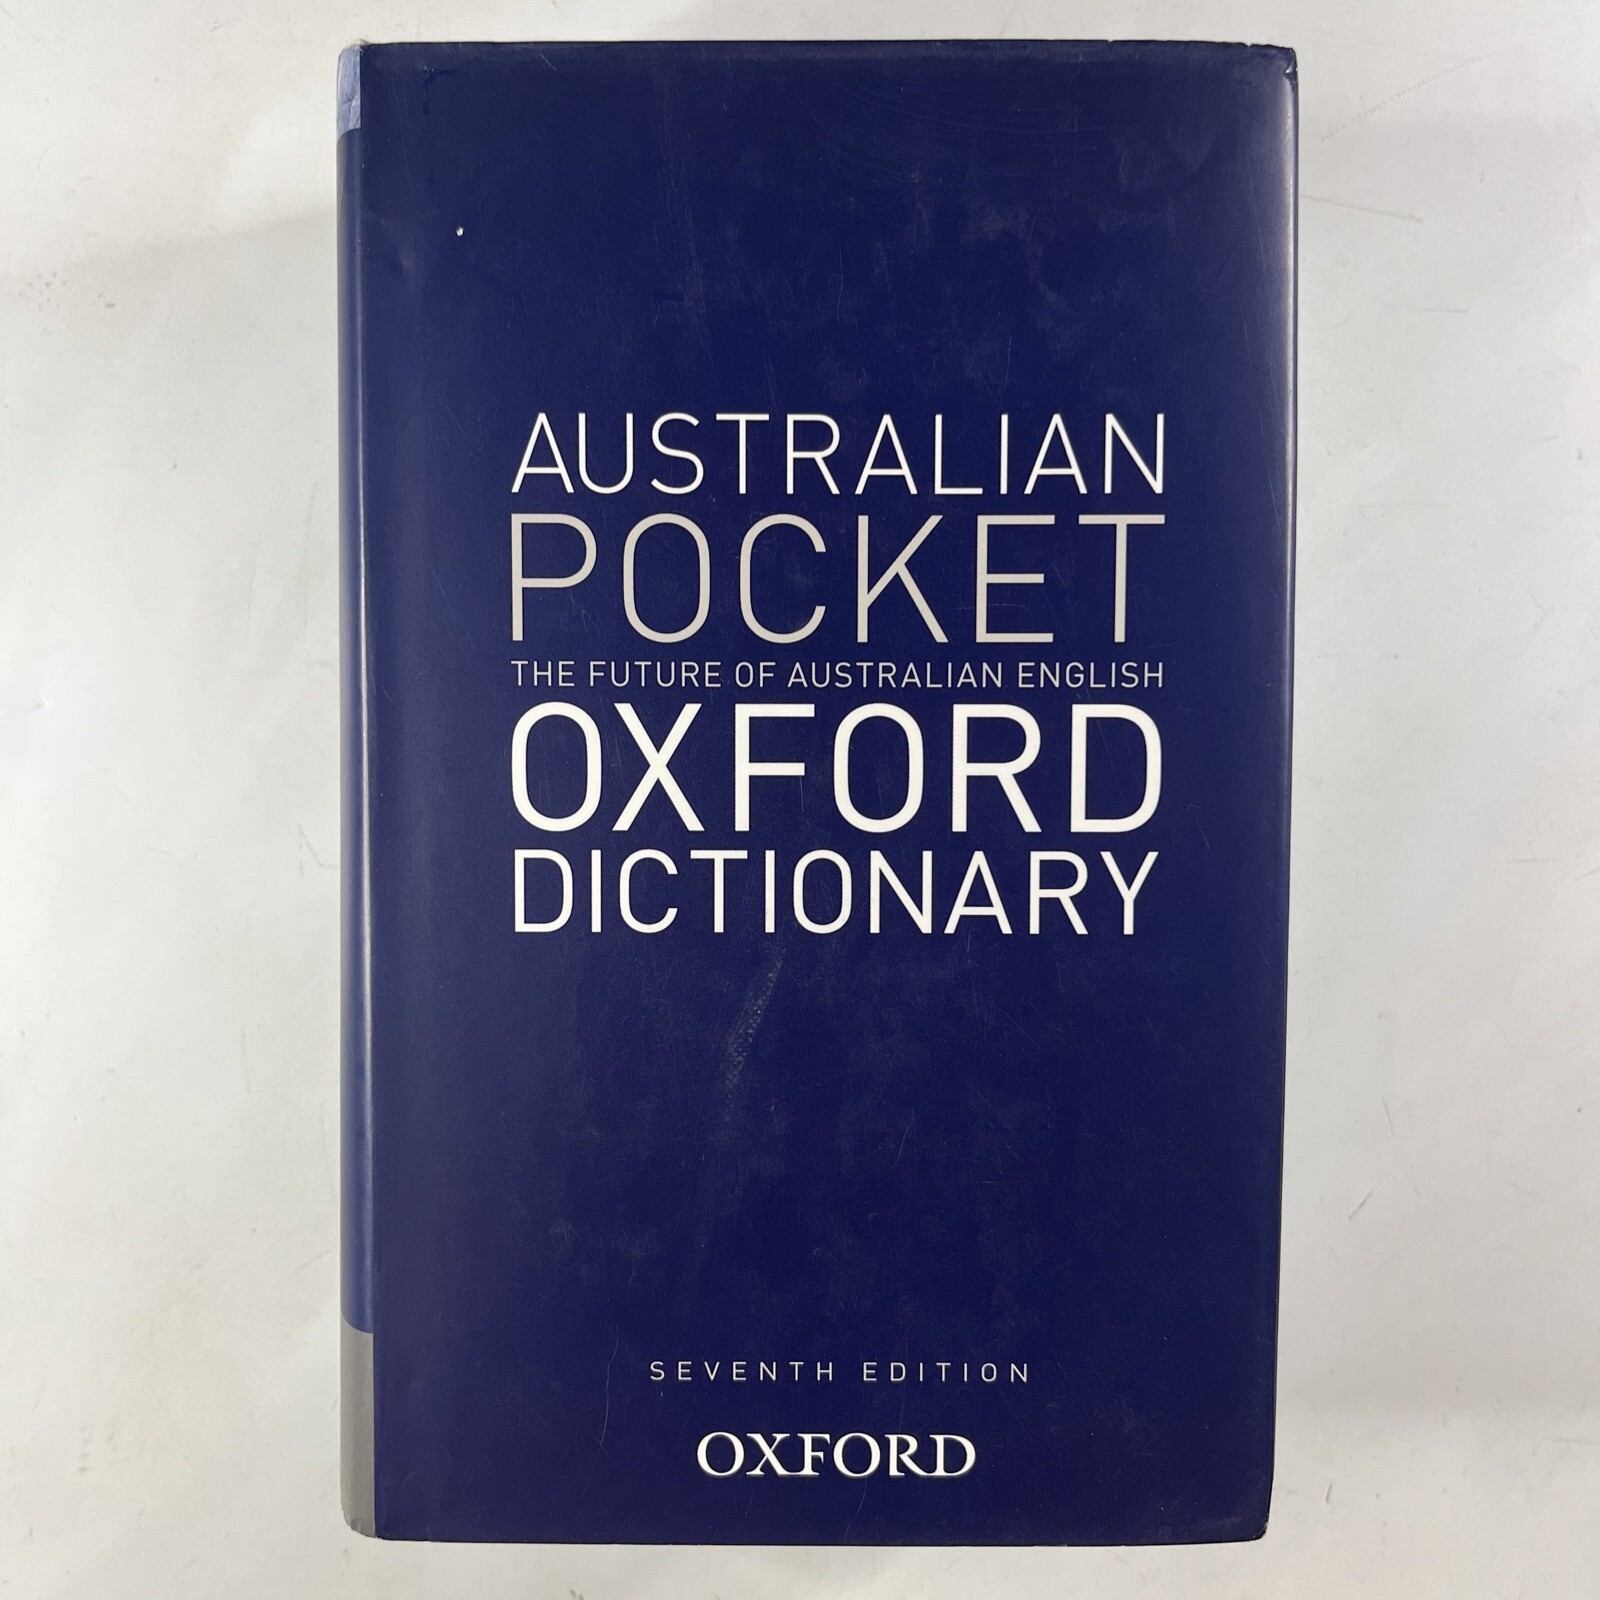 AUSTRALIAN
POCKET
THE FUTURE OF AUSTRALIAN ENGLISH
OXFORD
DICTIONARY
SEVENTH EDITION
OXFORD